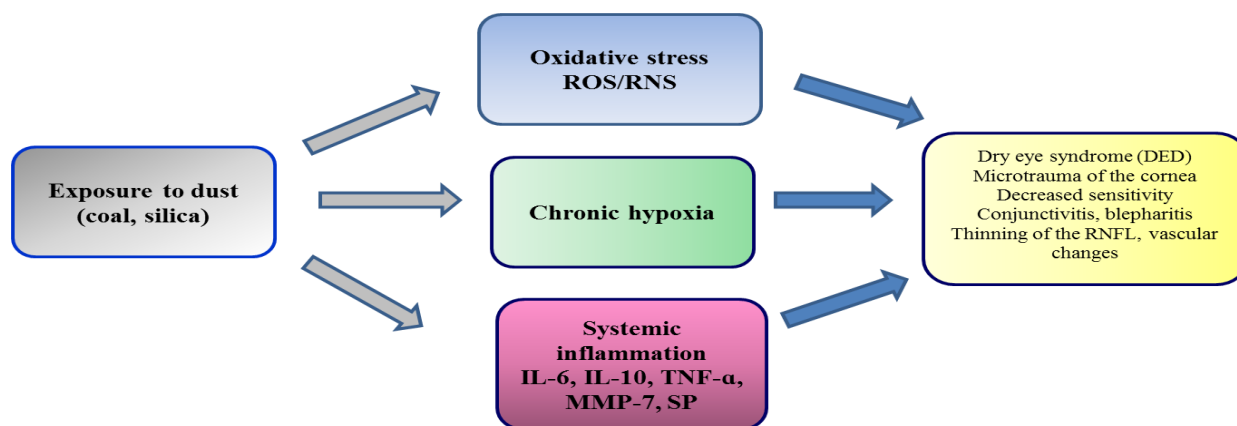 Exposure to dust
(coal, silica)
Oxidative stress
ROS/RNS
Chronic hypoxia
Systemic
inflammation
IL-6, IL-10, TNF-α,
MMP-7, SP
Dry eye syndrome (DED)
Microtrauma of the cornea
Decreased sensitivity
Conjunctivitis, blepharitis
Thinning of the RNFL, vascular
changes